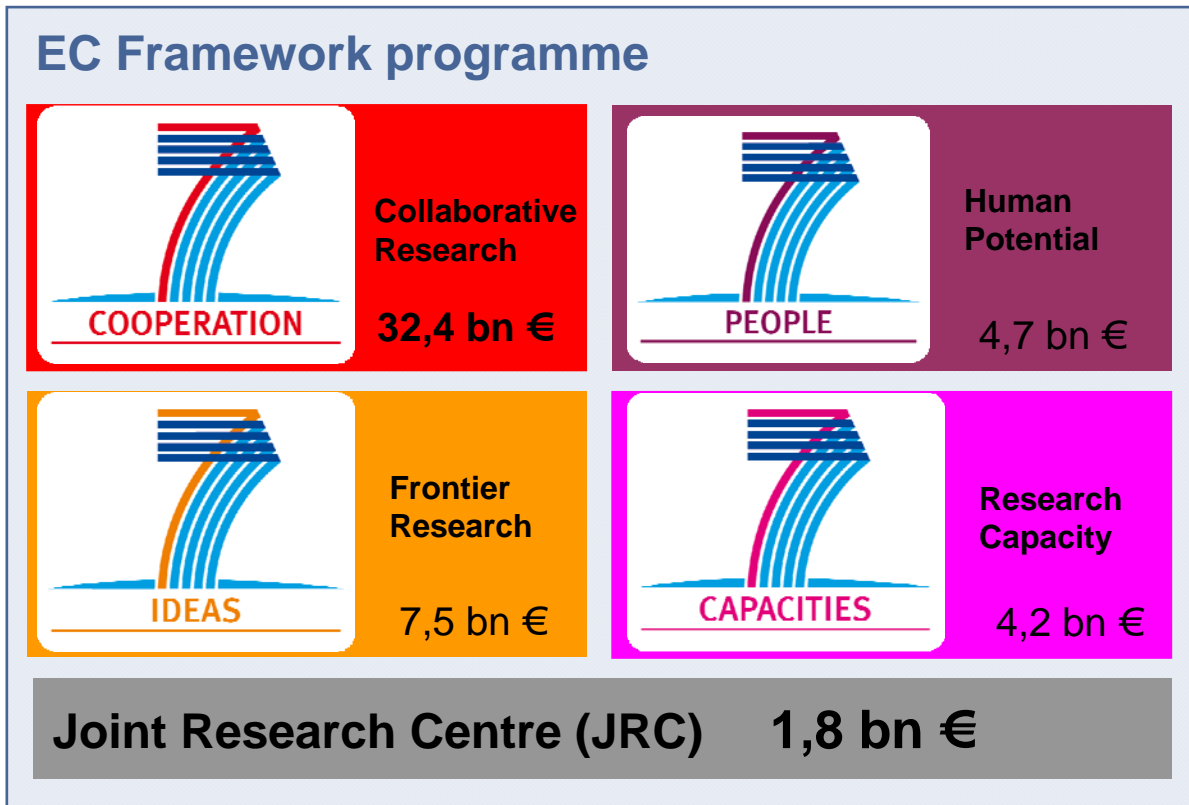 EC Framework programme
Collaborative
Research
32,4 bn €
COOPERATION
Human
Potential
4,7 bn €
PEOPLE
Frontier
Research
7,5 bn €
IDEAS
Research
Capacity
4,2 bn €
CAPACITIES
Joint Research Centre (JRC) 1,8 bn €